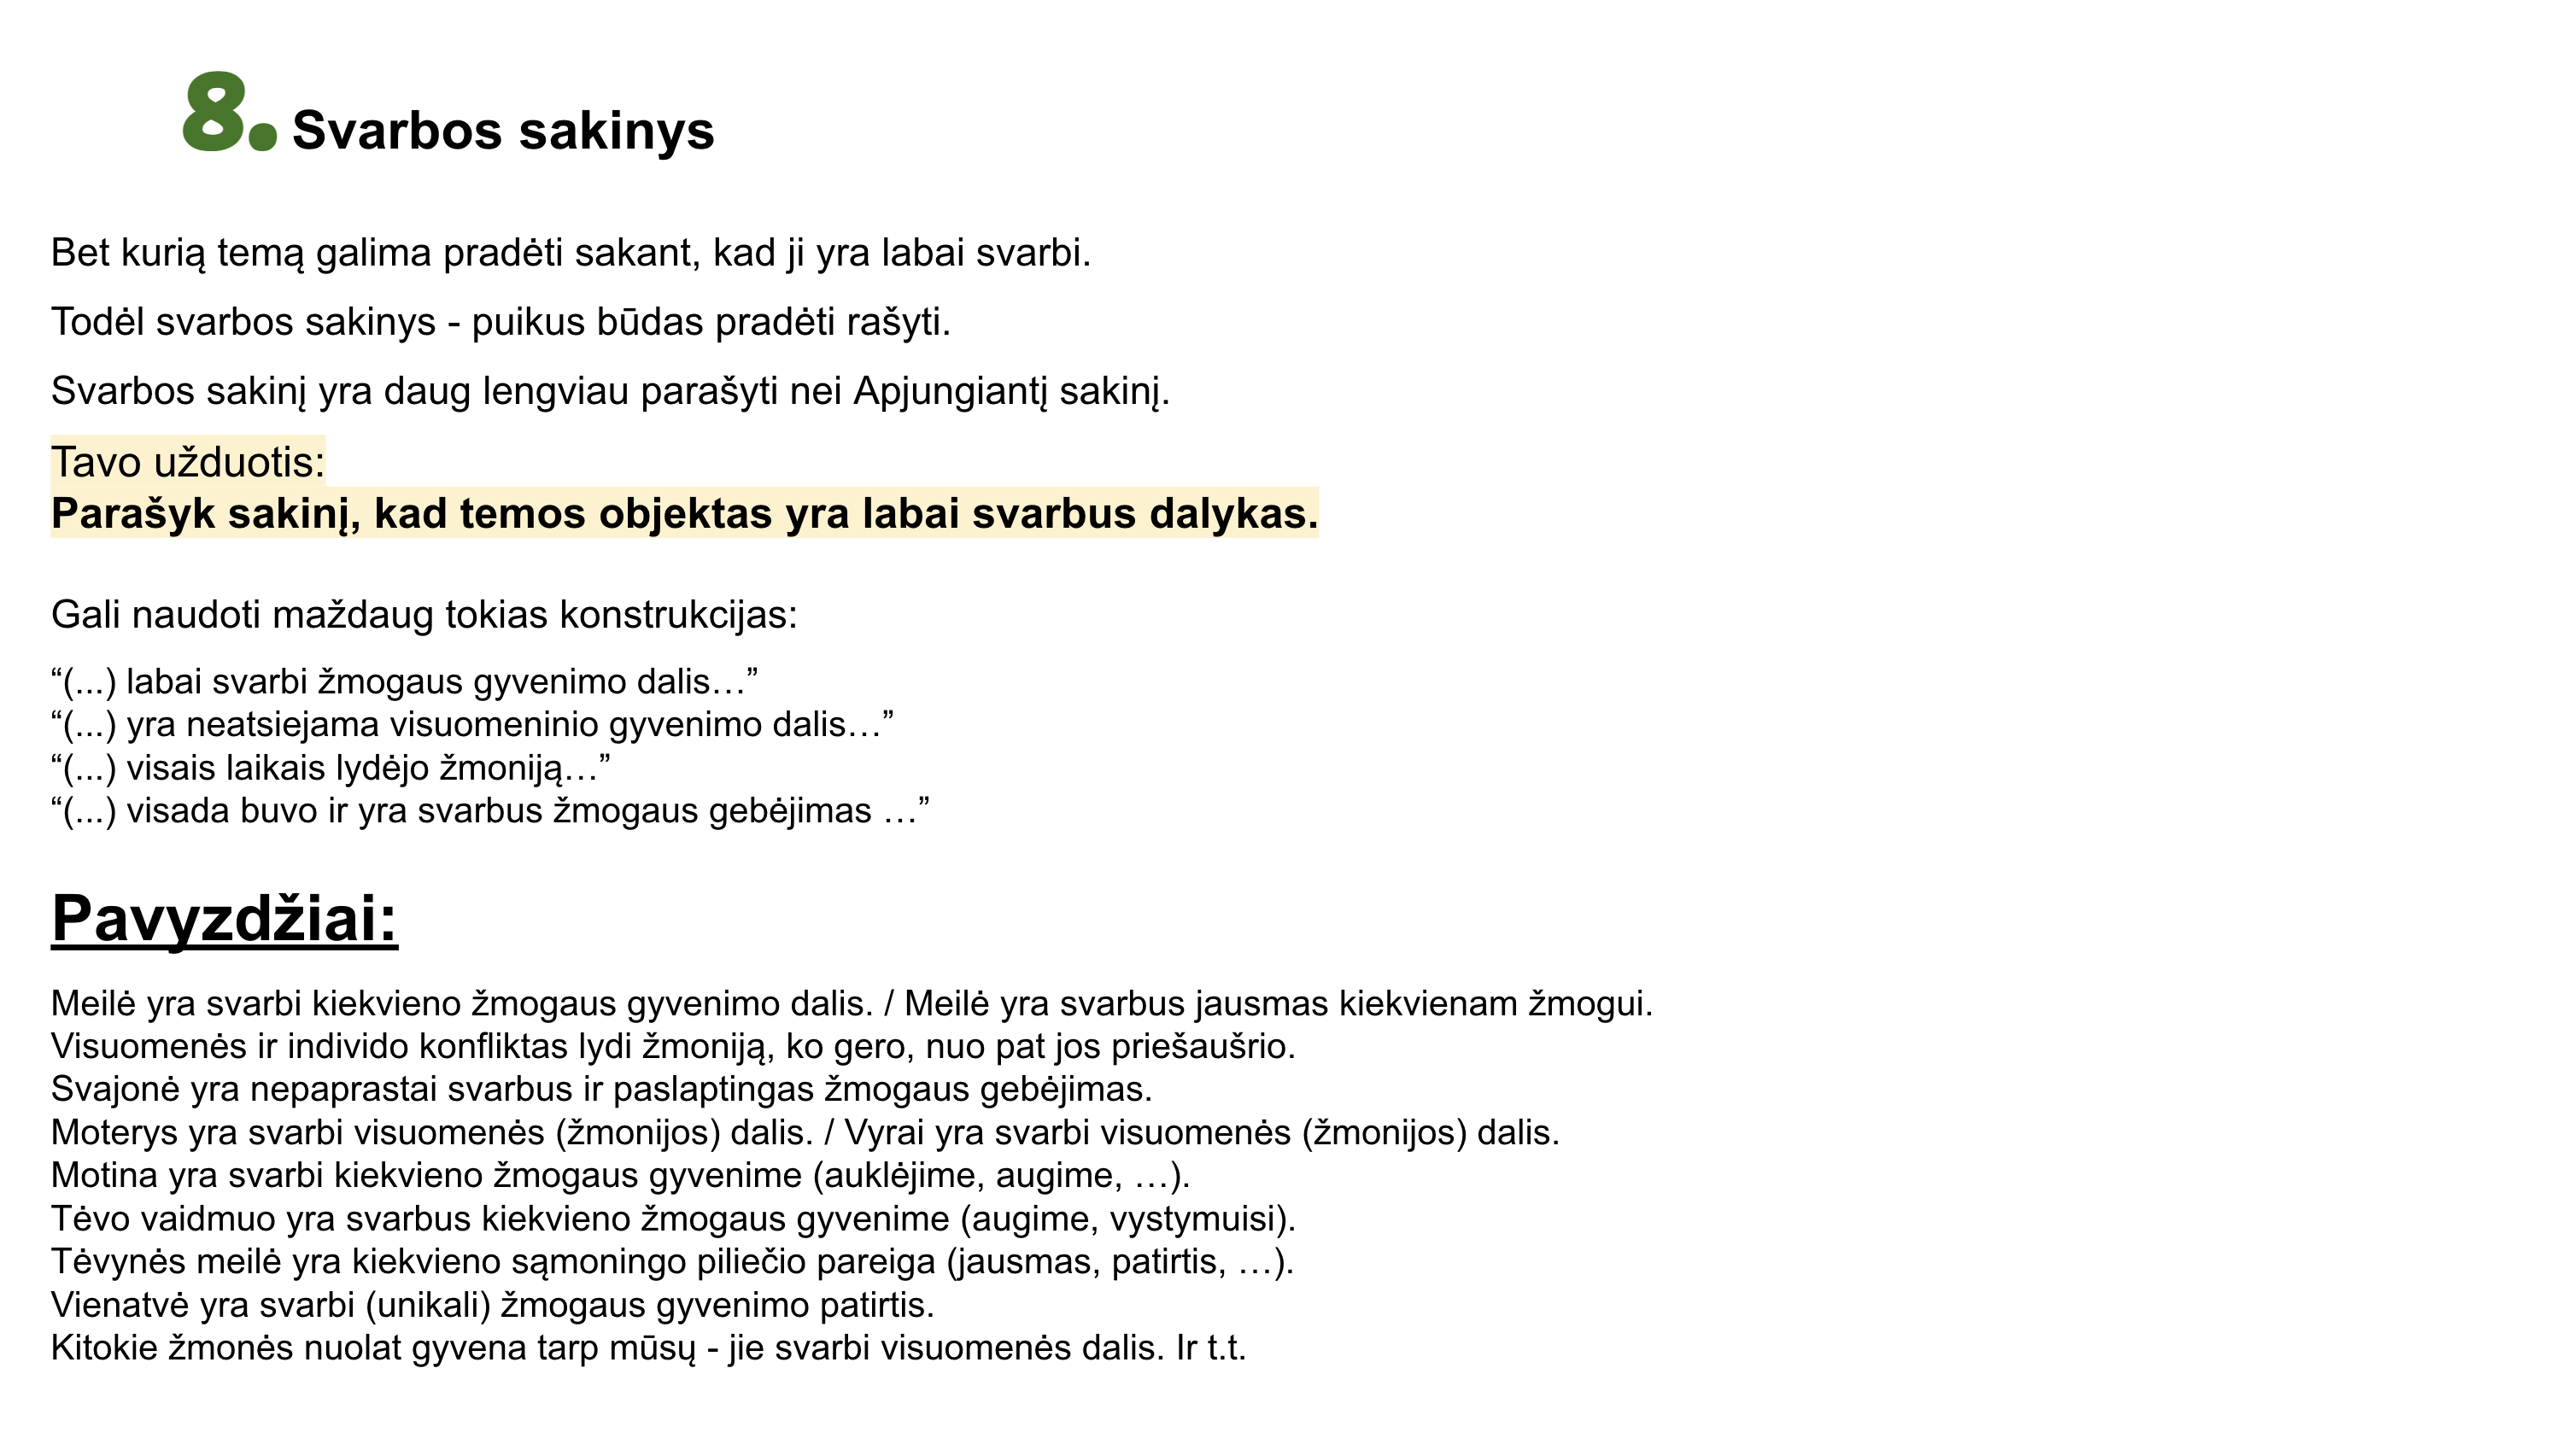 8. Svarbos sakinys
Bet kurią temą galima pradėti sakant, kad ji yra labai svarbi.
Todėl svarbos sakinys - puikus būdas pradėti rašyti.
Svarbos sakinį yra daug lengviau parašyti nei Apjungiantį sakinį.
Tavo užduotis:
Parašyk sakinį, kad temos objektas yra labai svarbus dalykas.
Gali naudoti maždaug tokias konstrukcijas:
“(...) labai svarbi žmogaus gyvenimo dalis…”
“(...) yra neatsiejama visuomeninio gyvenimo dalis…”
“(...) visais laikais lydėjo žmoniją…”
“(...) visada buvo ir yra svarbus žmogaus gebėjimas …”
Pavyzdžiai:
Meilė yra svarbi kiekvieno žmogaus gyvenimo dalis. / Meilė yra svarbus jausmas kiekvienam žmogui.
Visuomenės ir individo konfliktas lydi žmoniją, ko gero, nuo pat jos priešaušrio.
Svajonė yra nepaprastai svarbus ir paslaptingas žmogaus gebėjimas.
Moterys yra svarbi visuomenės (žmonijos) dalis. / Vyrai yra svarbi visuomenės (žmonijos) dalis.
Motina yra svarbi kiekvieno žmogaus gyvenime (auklėjime, augime, …).
Tėvo vaidmuo yra svarbus kiekvieno žmogaus gyvenime (augime, vystymuisi).
Tėvynės meilė yra kiekvieno sąmoningo piliečio pareiga (jausmas, patirtis, …).
Vienatvė yra svarbi (unikali) žmogaus gyvenimo patirtis.
Kitokie žmonės nuolat gyvena tarp mūsų - jie svarbi visuomenės dalis. Ir t.t.